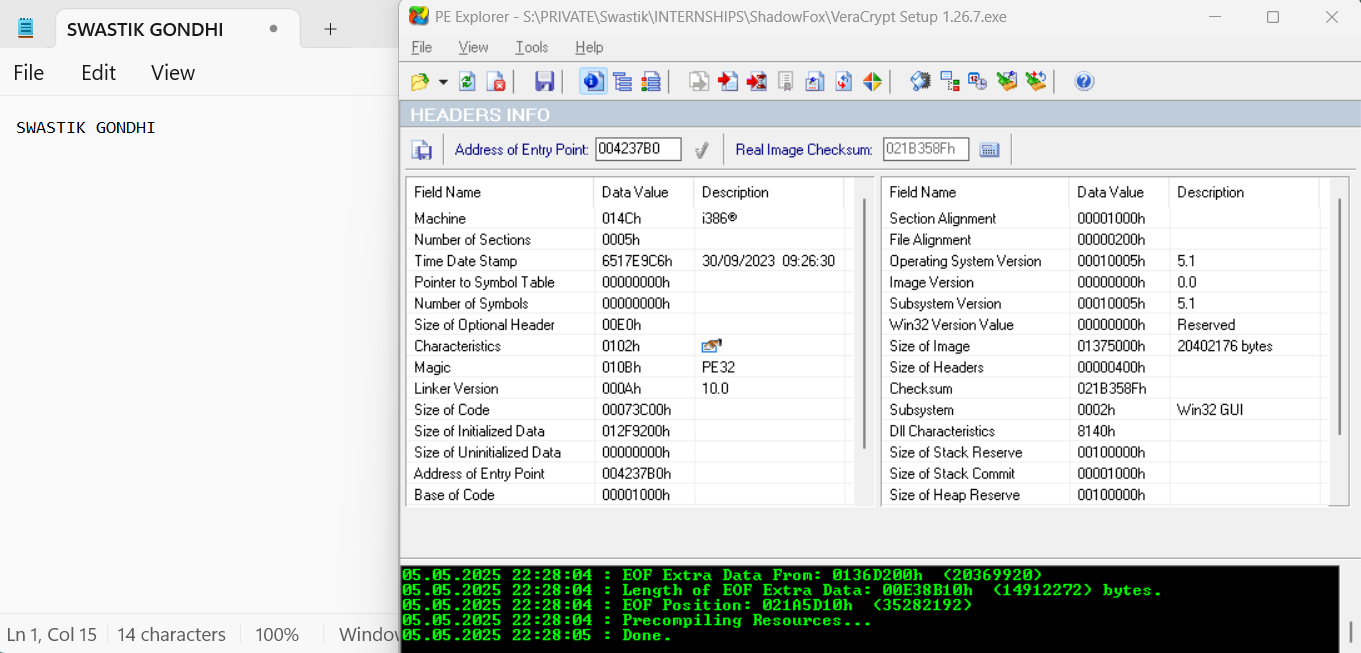 SWASTIK GONDHI
File Edit View
SWASTIK GONDHI
Ln 1, Col 15 14 characters 100% Window
PE Explorer - S:\PRIVATE\Swastik\INTERNSHIPS\ShadowFox\VeraCrypt Setup 1.26.7.exe
File View Tools Help
HEADERS INFO
Address of Entry Point: 004237B0 Real Image Checksum: 021B358Fh
Field Name Data Value Description
Machine 014Ch i386®
Number of Sections 0005h
Time Date Stamp 6517E9C6h 30/09/2023 09:26:30
Pointer to Symbol Table 00000000h
Number of Symbols 00000000h
Size of Optional Header 00E0h
Characteristics 0102h
Magic 010Bh PE32
Linker Version 000Ah 10.0
Size of Code 00073C00h
Size of Initialized Data 012F9200h
Size of Uninitialized Data 00000000h
Address of Entry Point 004237B0h
Base of Code 00001000h
Field Name Data Value Description
Section Alignment 00001000h
File Alignment 00000200h
Operating System Version 00010005h 5.1
Image Version 00000000h 0.0
Subsystem Version 00010005h 5.1
Win32 Version Value 00000000h Reserved
Size of Image 01375000h 20402176 bytes
Size of Headers 00000400h
Checksum 021B358Fh
Subsystem 0002h Win32 GUI
Dll Characteristics 8140h
Size of Stack Reserve 00100000h
Size of Stack Commit 00001000h
Size of Heap Reserve 00100000h
05.05.2025 22:28:04 : EOF Extra Data From: 0136D200h (20369920)
05.05.2025 22:28:04 : Length of EOF Extra Data: 00E38B10h (14912272) bytes.
05.05.2025 22:28:04 : EOF Position: 021A5D10h (35282192)
05.05.2025 22:28:04 : Precompiling Resources...
05.05.2025 22:28:05 : Done.